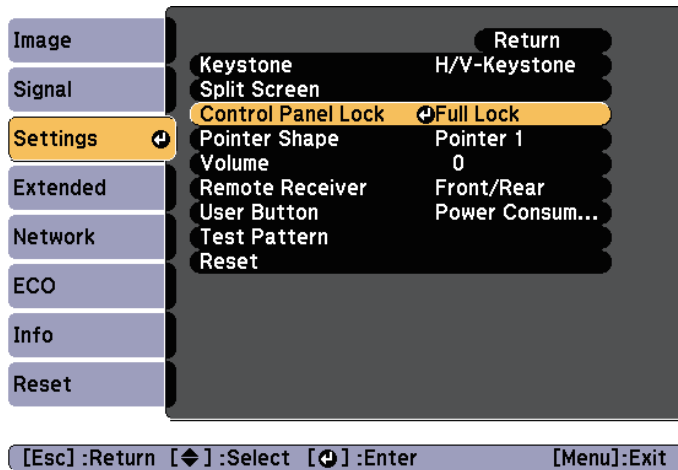 Image
Signal
Settings
Extended
Network
ECO
Info
Reset
Return
Keystone H/V-Keystone
Split Screen
Control Panel Lock Full Lock
Pointer Shape Pointer 1
Volume 0
Remote Receiver Front/Rear
User Button Power Consum...
Test Pattern
Reset
[Esc] :Return [◆] :Select [⏎] :Enter [Menu]:Exit